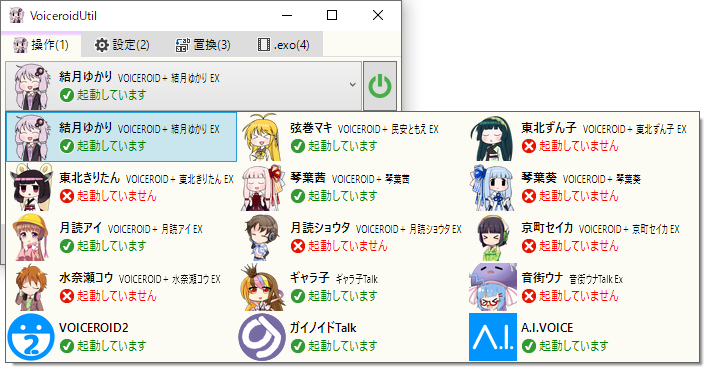 VoiceroidUtil
操作(1) 設定(2) 置換(3) .exo(4)
結月ゆかり VOICEROID+ 結月ゆかり EX
起動しています
結月ゆかり VOICEROID+ 結月ゆかり EX
起動しています
弦巻マキ VOICEROID+ 民安ともえ EX
起動しています
東北ずん子 VOICEROID+ 東北ずん子 EX
起動していません
東北きりたん VOICEROID+ 東北きりたん EX
起動していません
琴葉茜 VOICEROID+ 琴葉茜
起動しています
琴葉葵 VOICEROID+ 琴葉葵
起動していません
月読アイ VOICEROID+ 月読アイ EX
起動しています
月読ショウタ VOICEROID+ 月読ショウタ EX
起動していません
京町セイカ VOICEROID+ 京町セイカ EX
起動していません
水奈瀬コウ VOICEROID+ 水奈瀬コウ EX
起動していません
ギャラ子 ギャラ子Talk
起動しています
音街ウナ 音街ウナTalk Ex
起動していません
2
VOICEROID2
起動しています
ガイノイドTalk
起動しています
A.I.
A.I.VOICE
起動しています